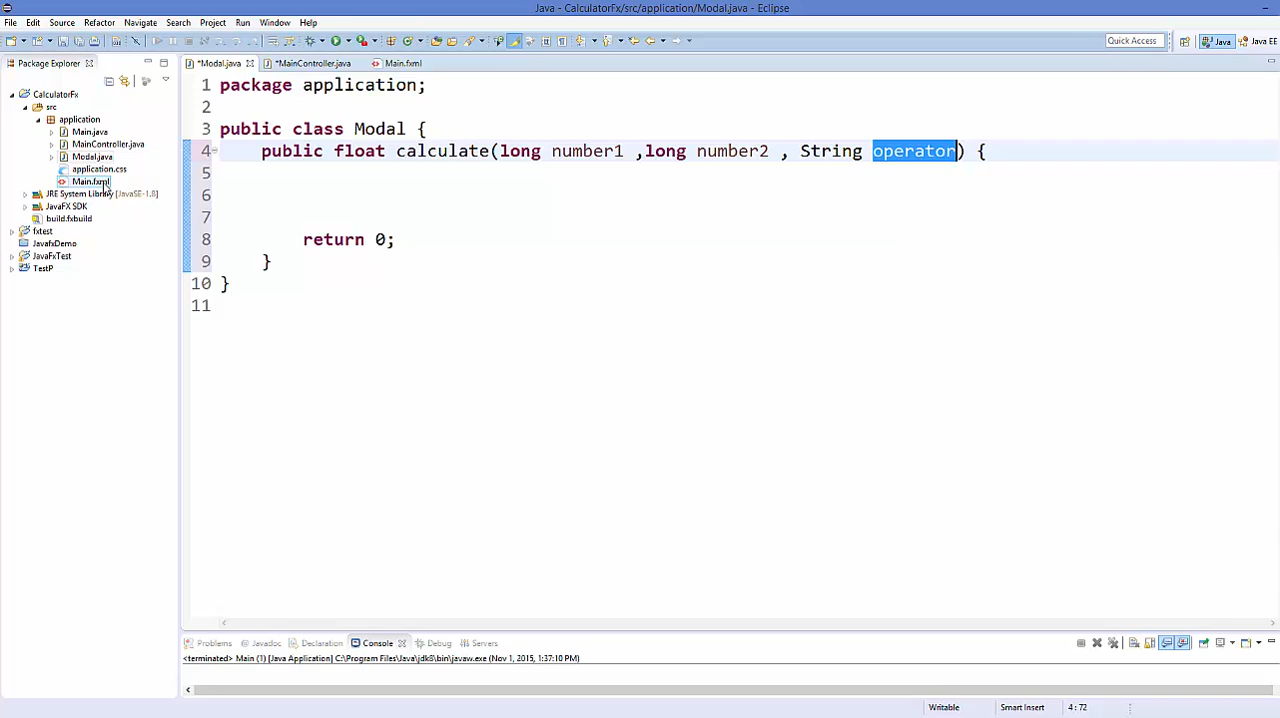 Java - CalculatorFx/src/application/Modal.java - Eclipse
File Edit Source Refactor Navigate Search Project Run Window Help
Quick Access Java Java EE
Package Explorer
*Modal.java *MainController.java Main.fxml
CalculatorFx
src
application
Main.java
MainController.java
Modal.java
application.css
Main.fxml
JRE System Library [JavaSE-1.8]
JavaFX SDK
build.fxbuild
fxtest
JavafxDemo
JavaFxTest
TestP
1 package application;
2
3 public class Modal {
4 public float calculate(long number1 ,long number2 , String operator) {
5
6
7
8 return 0;
9 }
10 }
11
Problems Javadoc Declaration Console Debug Servers
<terminated> Main (1) [Java Application] C:\Program Files\Java\jdk8\bin\javaw.exe (Nov 1, 2015, 1:37:10 PM)
Writable Smart Insert 4 : 72